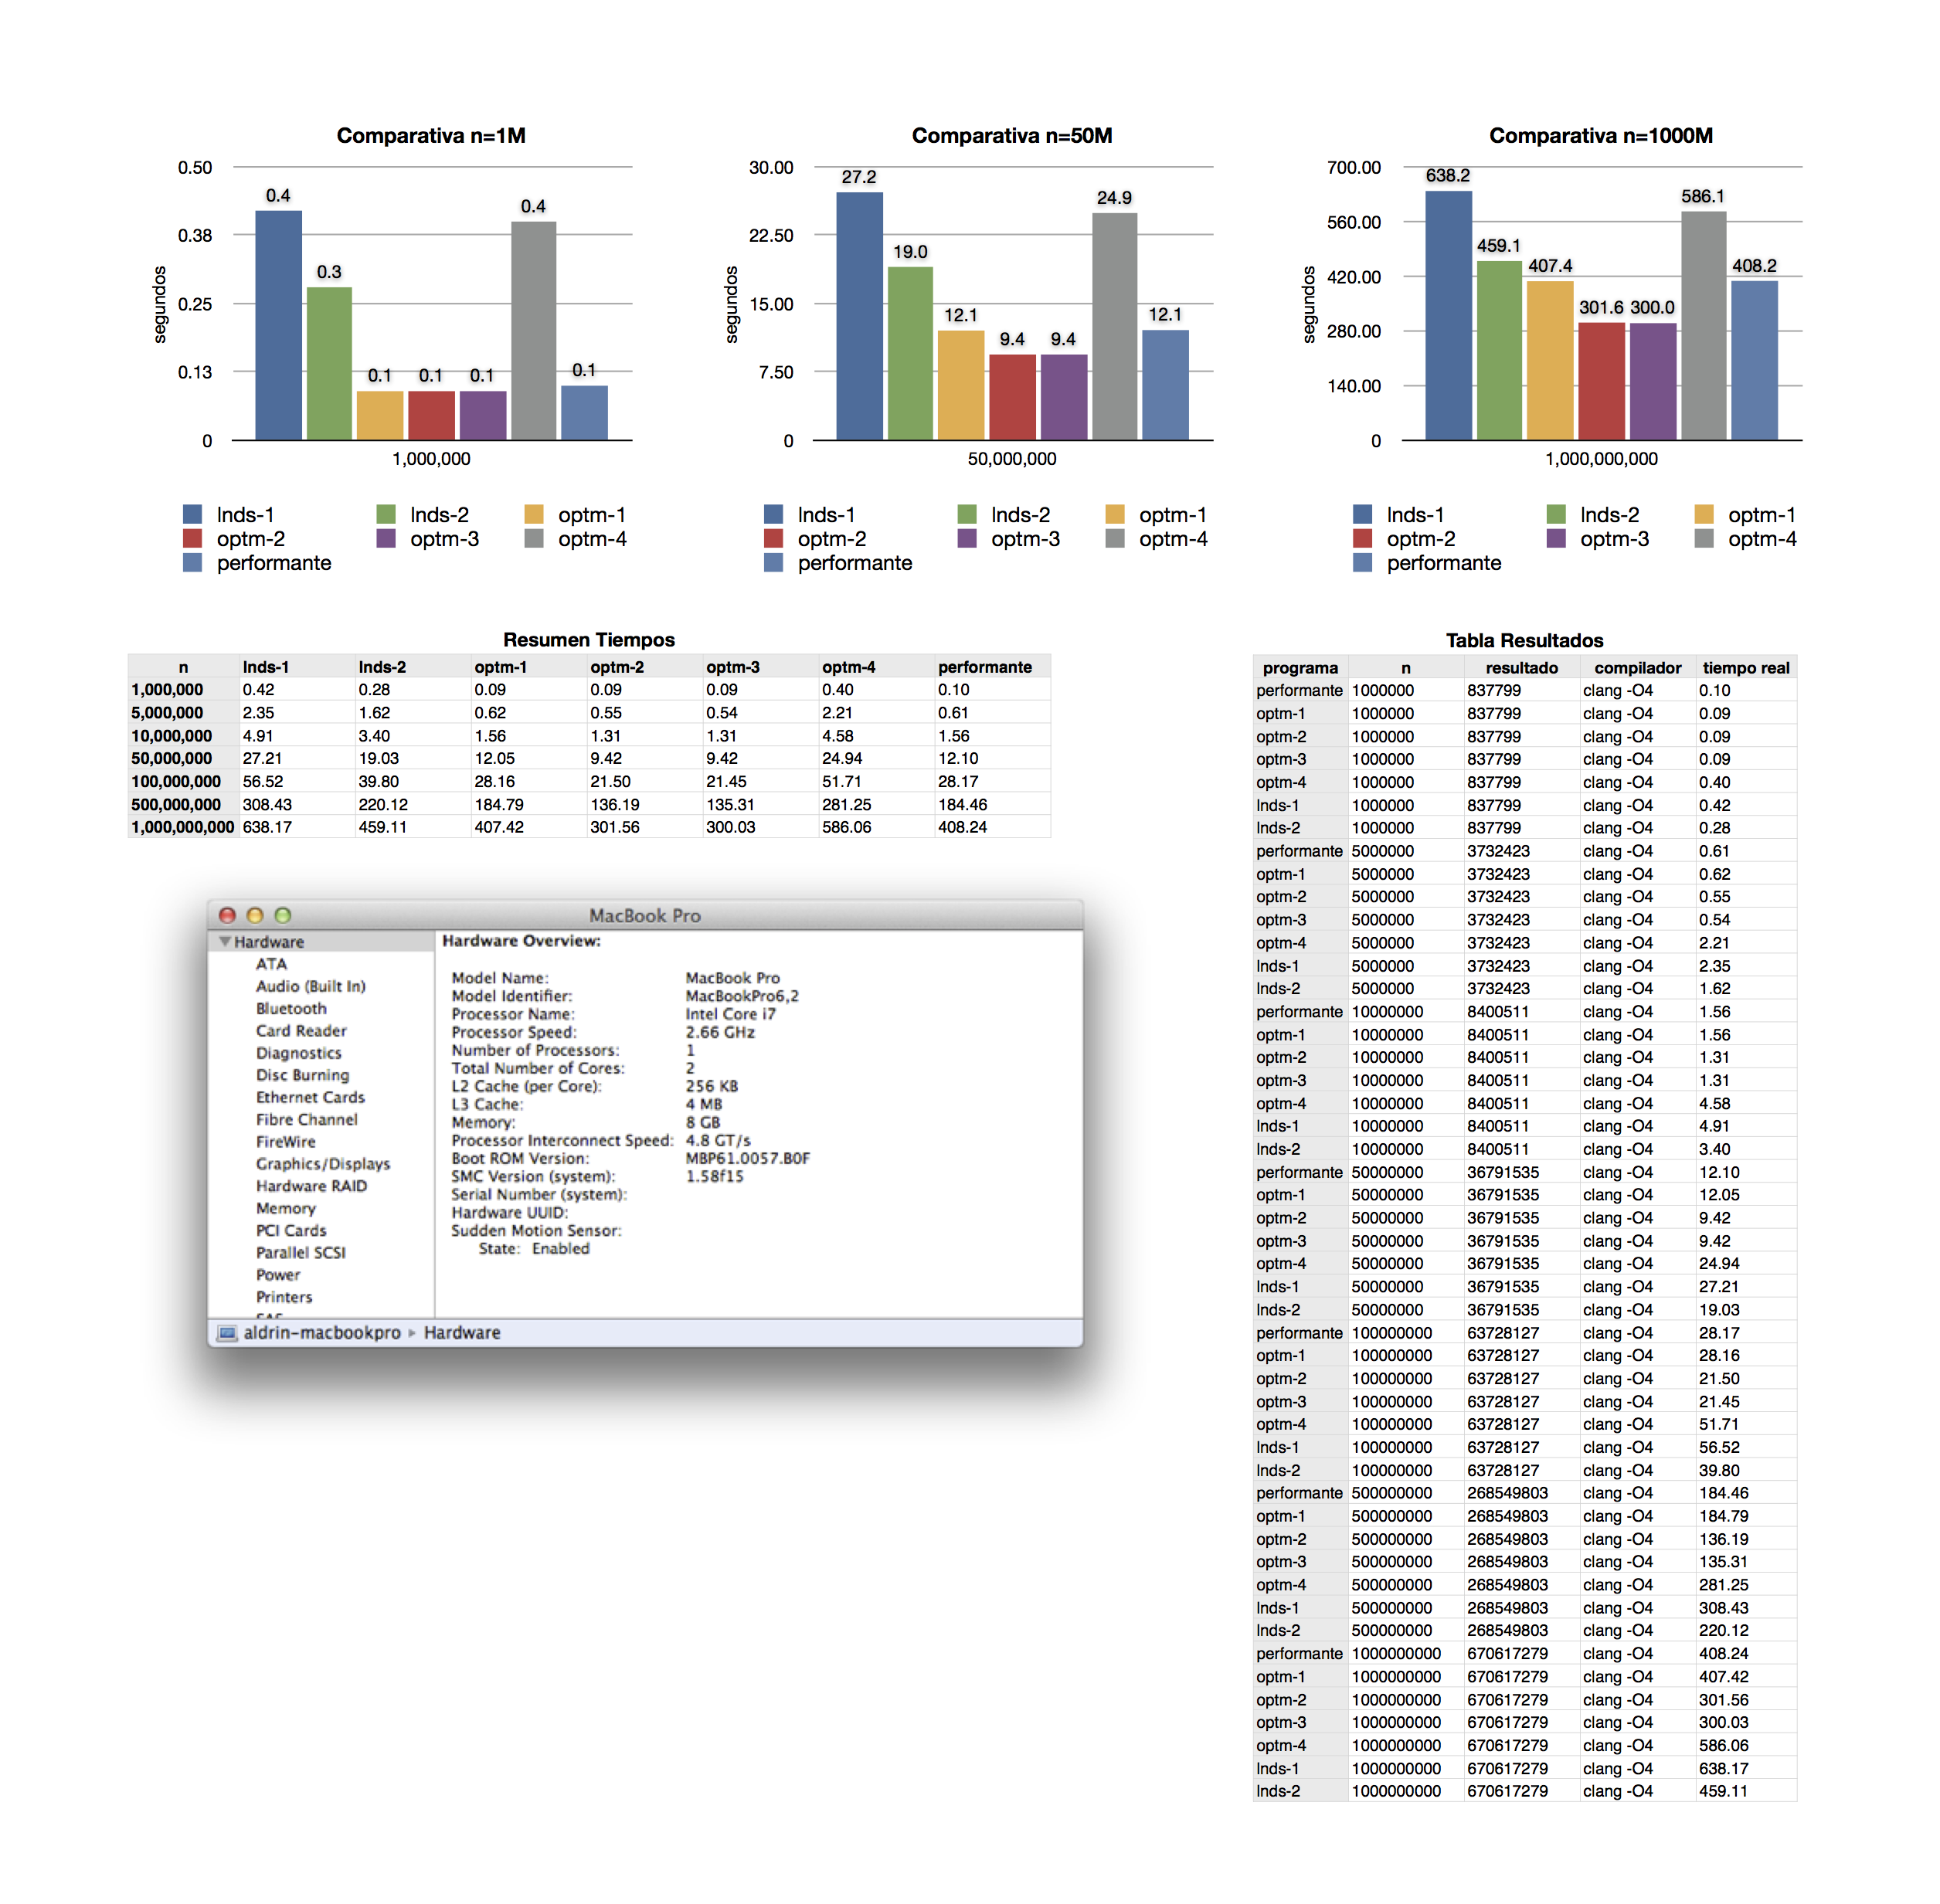 Comparativa n=1M
0.50
0.38
0.25
0.13
0
segundos
0.4
0.3
0.1
0.1
0.1
0.4
0.1
1,000,000
lnds-1 lnds-2 optm-1
optm-2 optm-3 optm-4
performante
Comparativa n=50M
30.00
22.50
15.00
7.50
0
segundos
27.2
19.0
12.1
9.4
9.4
24.9
12.1
50,000,000
lnds-1 lnds-2 optm-1
optm-2 optm-3 optm-4
performante
Comparativa n=1000M
700.00
560.00
420.00
280.00
140.00
0
segundos
638.2
459.1
407.4
301.6
300.0
586.1
408.2
1,000,000,000
lnds-1 lnds-2 optm-1
optm-2 optm-3 optm-4
performante
Resumen Tiempos
n lnds-1 lnds-2 optm-1 optm-2 optm-3 optm-4 performante
1,000,000 0.42 0.28 0.09 0.09 0.09 0.40 0.10
5,000,000 2.35 1.62 0.62 0.55 0.54 2.21 0.61
10,000,000 4.91 3.40 1.56 1.31 1.31 4.58 1.56
50,000,000 27.21 19.03 12.05 9.42 9.42 24.94 12.10
100,000,000 56.52 39.80 28.16 21.50 21.45 51.71 28.17
500,000,000 308.43 220.12 184.79 136.19 135.31 281.25 184.46
1,000,000,000 638.17 459.11 407.42 301.56 300.03 586.06 408.24
MacBook Pro
Hardware
ATA
Audio (Built In)
Bluetooth
Card Reader
Diagnostics
Disc Burning
Ethernet Cards
Fibre Channel
FireWire
Graphics/Displays
Hardware RAID
Memory
PCI Cards
Parallel SCSI
Power
Printers
Hardware Overview:
Model Name: MacBook Pro
Model Identifier: MacBookPro6,2
Processor Name: Intel Core i7
Processor Speed: 2.66 GHz
Number of Processors: 1
Total Number of Cores: 2
L2 Cache (per Core): 256 KB
L3 Cache: 4 MB
Memory: 8 GB
Processor Interconnect Speed: 4.8 GT/s
Boot ROM Version: MBP61.0057.B0F
SMC Version (system): 1.58f15
Serial Number (system):
Hardware UUID:
Sudden Motion Sensor:
State: Enabled
aldrin-macbookpro ▸ Hardware
Tabla Resultados
programa n resultado compilador tiempo real
performante 1000000 837799 clang -O4 0.10
optm-1 1000000 837799 clang -O4 0.09
optm-2 1000000 837799 clang -O4 0.09
optm-3 1000000 837799 clang -O4 0.09
optm-4 1000000 837799 clang -O4 0.40
lnds-1 1000000 837799 clang -O4 0.42
lnds-2 1000000 837799 clang -O4 0.28
performante 5000000 3732423 clang -O4 0.61
optm-1 5000000 3732423 clang -O4 0.62
optm-2 5000000 3732423 clang -O4 0.55
optm-3 5000000 3732423 clang -O4 0.54
optm-4 5000000 3732423 clang -O4 2.21
lnds-1 5000000 3732423 clang -O4 2.35
lnds-2 5000000 3732423 clang -O4 1.62
performante 10000000 8400511 clang -O4 1.56
optm-1 10000000 8400511 clang -O4 1.56
optm-2 10000000 8400511 clang -O4 1.31
optm-3 10000000 8400511 clang -O4 1.31
optm-4 10000000 8400511 clang -O4 4.58
lnds-1 10000000 8400511 clang -O4 4.91
lnds-2 10000000 8400511 clang -O4 3.40
performante 50000000 36791535 clang -O4 12.10
optm-1 50000000 36791535 clang -O4 12.05
optm-2 50000000 36791535 clang -O4 9.42
optm-3 50000000 36791535 clang -O4 9.42
optm-4 50000000 36791535 clang -O4 24.94
lnds-1 50000000 36791535 clang -O4 27.21
lnds-2 50000000 36791535 clang -O4 19.03
performante 100000000 63728127 clang -O4 28.17
optm-1 100000000 63728127 clang -O4 28.16
optm-2 100000000 63728127 clang -O4 21.50
optm-3 100000000 63728127 clang -O4 21.45
optm-4 100000000 63728127 clang -O4 51.71
lnds-1 100000000 63728127 clang -O4 56.52
lnds-2 100000000 63728127 clang -O4 39.80
performante 500000000 268549803 clang -O4 184.46
optm-1 500000000 268549803 clang -O4 184.79
optm-2 500000000 268549803 clang -O4 136.19
optm-3 500000000 268549803 clang -O4 135.31
optm-4 500000000 268549803 clang -O4 281.25
lnds-1 500000000 268549803 clang -O4 308.43
lnds-2 500000000 268549803 clang -O4 220.12
performante 1000000000 670617279 clang -O4 408.24
optm-1 1000000000 670617279 clang -O4 407.42
optm-2 1000000000 670617279 clang -O4 301.56
optm-3 1000000000 670617279 clang -O4 300.03
optm-4 1000000000 670617279 clang -O4 586.06
lnds-1 1000000000 670617279 clang -O4 638.17
lnds-2 1000000000 670617279 clang -O4 459.11